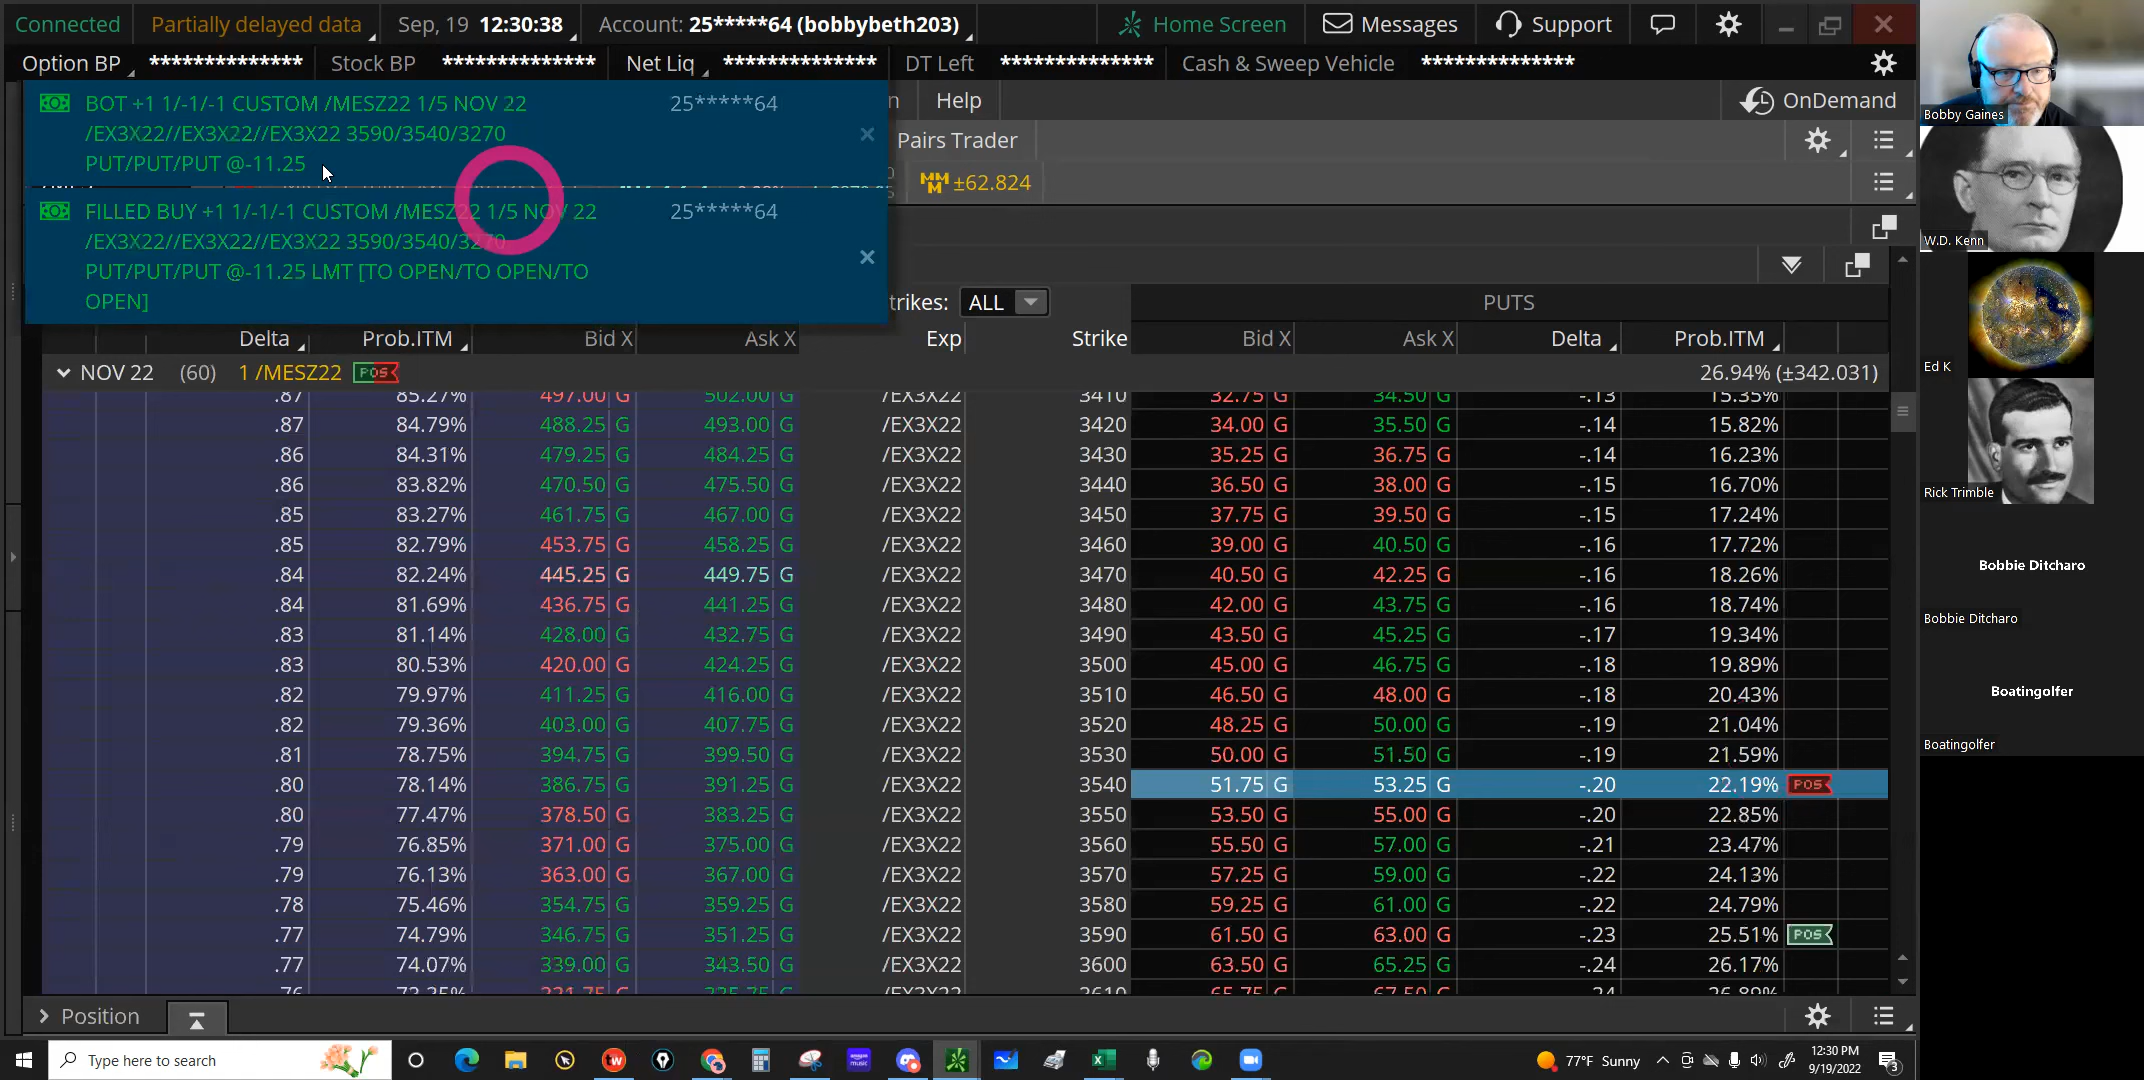 Connected Partially delayed data Sep, 19 12:30:38 Account: 25*****64 (bobbybeth203) Home Screen Messages Support
Option BP ************** Stock BP ************** Net Liq ************** DT Left ************** Cash & Sweep Vehicle **************
BOT +1 1/-1/-1 CUSTOM /MESZ22 1/5 NOV 22 25*****64
/EX3X22//EX3X22//EX3X22 3590/3540/3270
PUT/PUT/PUT @-11.25
Help OnDemand
Pairs Trader
MMM ±62.824
FILLED BUY +1 1/-1/-1 CUSTOM /MESZ22 1/5 NOV 22 25*****64
/EX3X22//EX3X22//EX3X22 3590/3540/3270
PUT/PUT/PUT @-11.25 LMT [TO OPEN/TO OPEN/TO
OPEN]
trikes: ALL PUTS
Delta Prob.ITM Bid X Ask X Exp Strike Bid X Ask X Delta Prob.ITM
NOV 22 (60) 1 /MESZ22 POS 26.94% (±342.031)
.87 85.27% 497.00 G 502.00 G /EX3X22 3410 32.75 G 34.50 G -.13 15.35%
.87 84.79% 488.25 G 493.00 G /EX3X22 3420 34.00 G 35.50 G -.14 15.82%
.86 84.31% 479.25 G 484.25 G /EX3X22 3430 35.25 G 36.75 G -.14 16.23%
.86 83.82% 470.50 G 475.50 G /EX3X22 3440 36.50 G 38.00 G -.15 16.70%
.85 83.27% 461.75 G 467.00 G /EX3X22 3450 37.75 G 39.50 G -.15 17.24%
.85 82.79% 453.75 G 458.25 G /EX3X22 3460 39.00 G 40.50 G -.16 17.72%
.84 82.24% 445.25 G 449.75 G /EX3X22 3470 40.50 G 42.25 G -.16 18.26%
.84 81.69% 436.75 G 441.25 G /EX3X22 3480 42.00 G 43.75 G -.16 18.74%
.83 81.14% 428.00 G 432.75 G /EX3X22 3490 43.50 G 45.25 G -.17 19.34%
.83 80.53% 420.00 G 424.25 G /EX3X22 3500 45.00 G 46.75 G -.18 19.89%
.82 79.97% 411.25 G 416.00 G /EX3X22 3510 46.50 G 48.00 G -.18 20.43%
.82 79.36% 403.00 G 407.75 G /EX3X22 3520 48.25 G 50.00 G -.19 21.04%
.81 78.75% 394.75 G 399.50 G /EX3X22 3530 50.00 G 51.50 G -.19 21.59%
.80 78.14% 386.75 G 391.25 G /EX3X22 3540 51.75 G 53.25 G -.20 22.19% POS
.80 77.47% 378.50 G 383.25 G /EX3X22 3550 53.50 G 55.00 G -.20 22.85%
.79 76.85% 371.00 G 375.00 G /EX3X22 3560 55.50 G 57.00 G -.21 23.47%
.79 76.13% 363.00 G 367.00 G /EX3X22 3570 57.25 G 59.00 G -.22 24.13%
.78 75.46% 354.75 G 359.25 G /EX3X22 3580 59.25 G 61.00 G -.22 24.79%
.77 74.79% 346.75 G 351.25 G /EX3X22 3590 61.50 G 63.00 G -.23 25.51% POS
.77 74.07% 339.00 G 343.50 G /EX3X22 3600 63.50 G 65.25 G -.24 26.17%
Position
Type here to search 77°F Sunny 12:30 PM
9/19/2022
3
Bobby Gaines
W.D. Kenn
Ed K
Rick Trimble
Bobbie Ditcharo
Bobbie Ditcharo
Boatingolfer
Boatingolfer